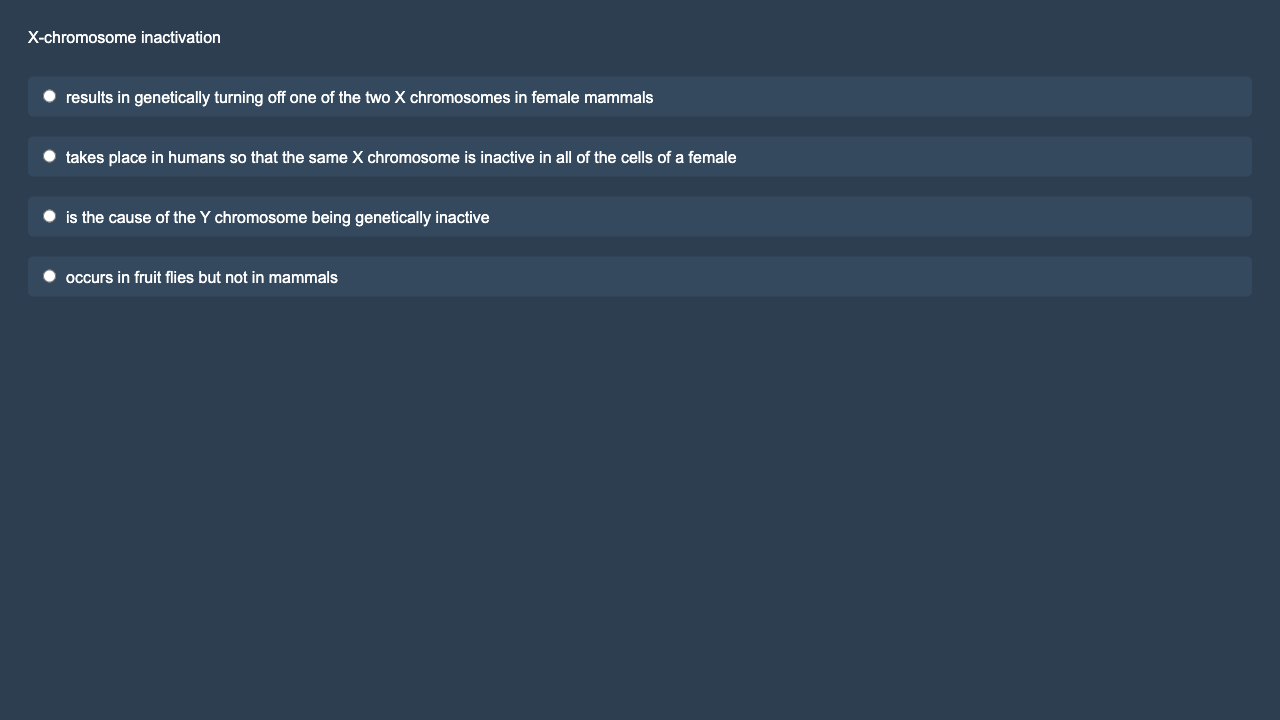 X-chromosome inactivation
results in genetically turning off one of the two X chromosomes in female mammals
takes place in humans so that the same X chromosome is inactive in all of the cells of a female
is the cause of the Y chromosome being genetically inactive
occurs in fruit flies but not in mammals